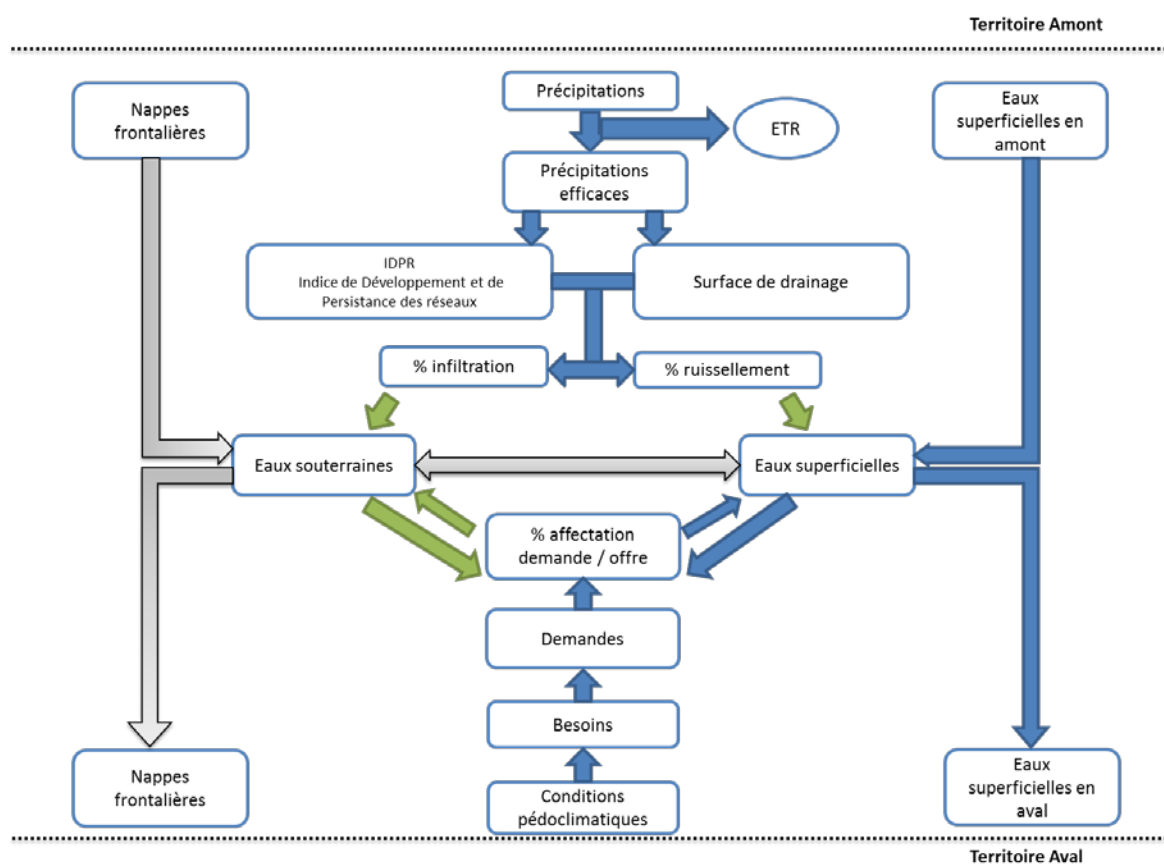 Territoire Amont
Nappes
frontalières
Précipitations
ETR
Eaux
superficielles en
amont
Précipitations
efficaces
IDPR
Indice de Développement et de
Persistance des réseaux
Surface de drainage
% infiltration
% ruissellement
Eaux souterraines
Eaux superficielles
% affectation
demande / offre
Demandes
Besoins
Nappes
frontalières
Conditions
pédoclimatiques
Eaux
superficielles en
aval
Territoire Aval